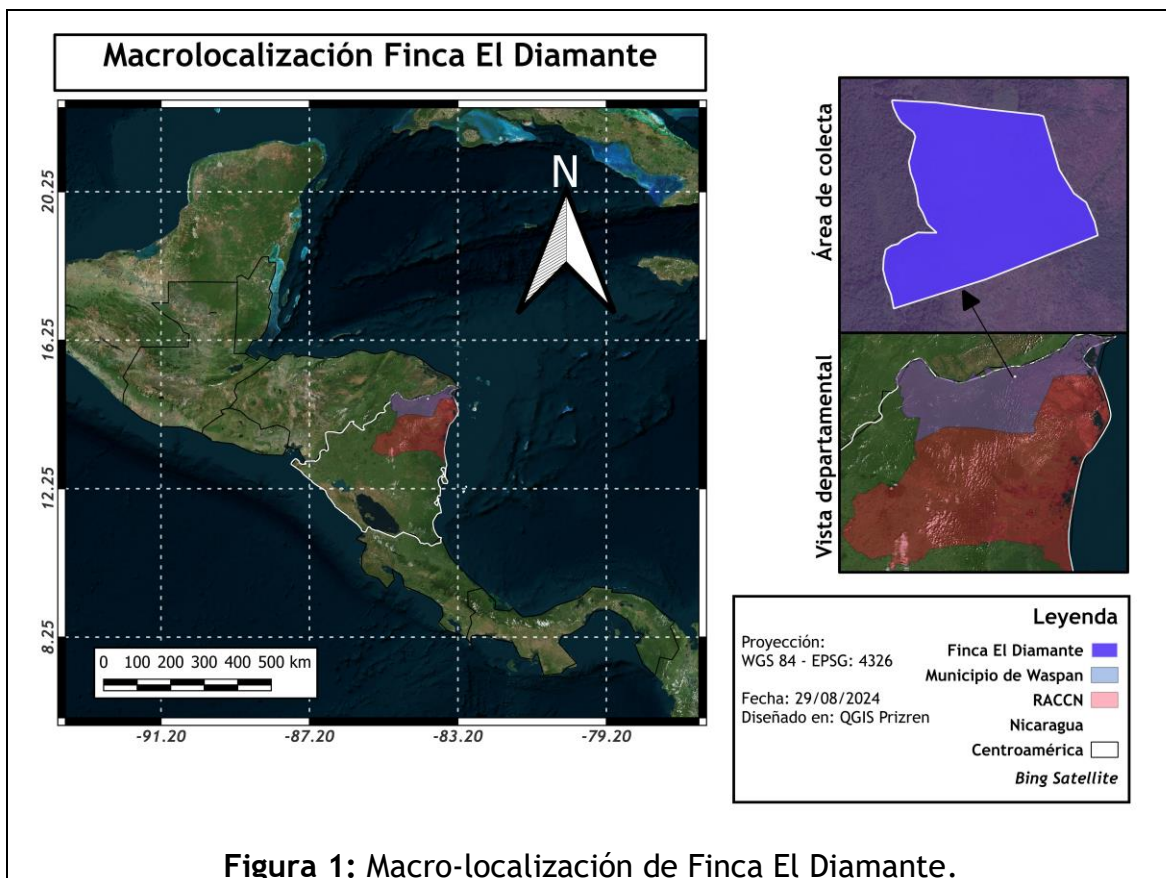 Macrolocalización Finca El Diamante
N
20.25
16.25
12.25
8.25
0 100 200 300 400 500 km
-91.20
-87.20
-83.20
-79.20
Área de colecta
Vista departamental
Leyenda
Proyección:
WGS 84 - EPSG: 4326
Fecha: 29/08/2024
Diseñado en: QGIS Prizren
Finca El Diamante
Municipio de Waspan
RACCN
Nicaragua
Centroamérica
Bing Satellite
Figura 1: Macro-localización de Finca El Diamante.